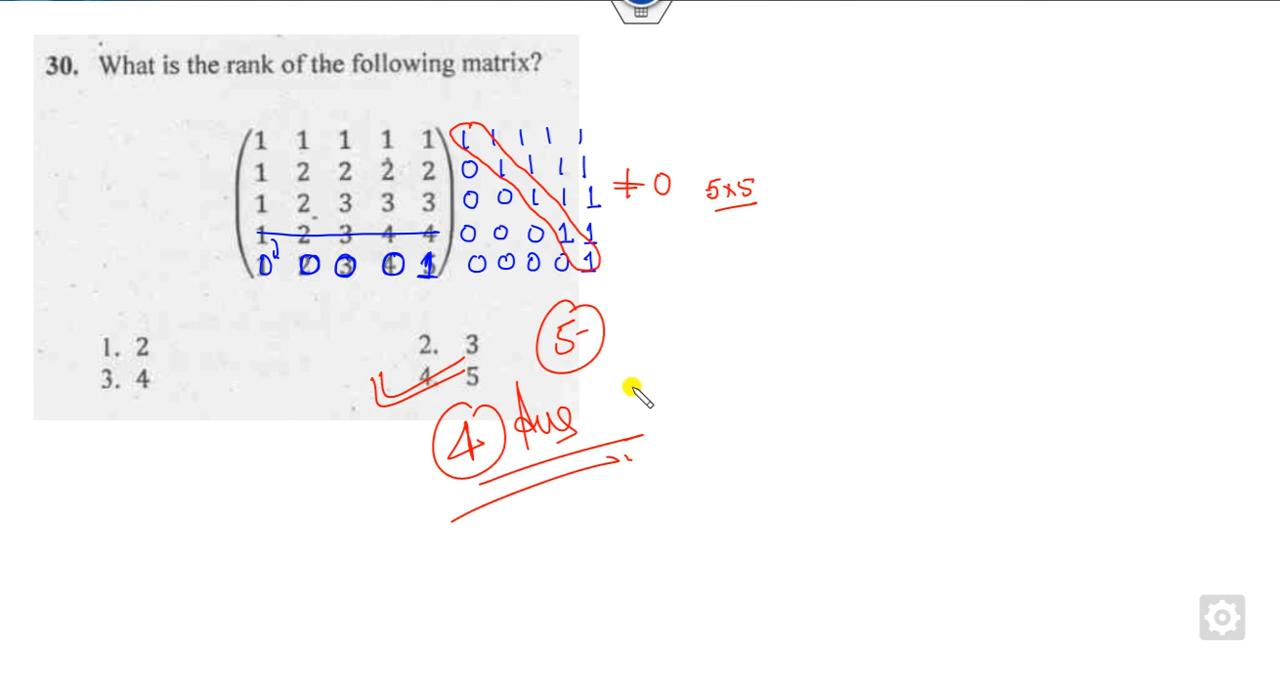 30. What is the rank of the following matrix?
1 1 1 1 1 1 1 1 1 1
1 2 2 2 2 0 1 1 1 1
1 2 3 3 3 0 0 1 1 1 ≠0 5×5
1 2 3 4 4 0 0 0 1 1
0 0 0 0 1 0 0 0 0 1
5
1. 2 2. 3
3. 4 4. 5
4 Ans